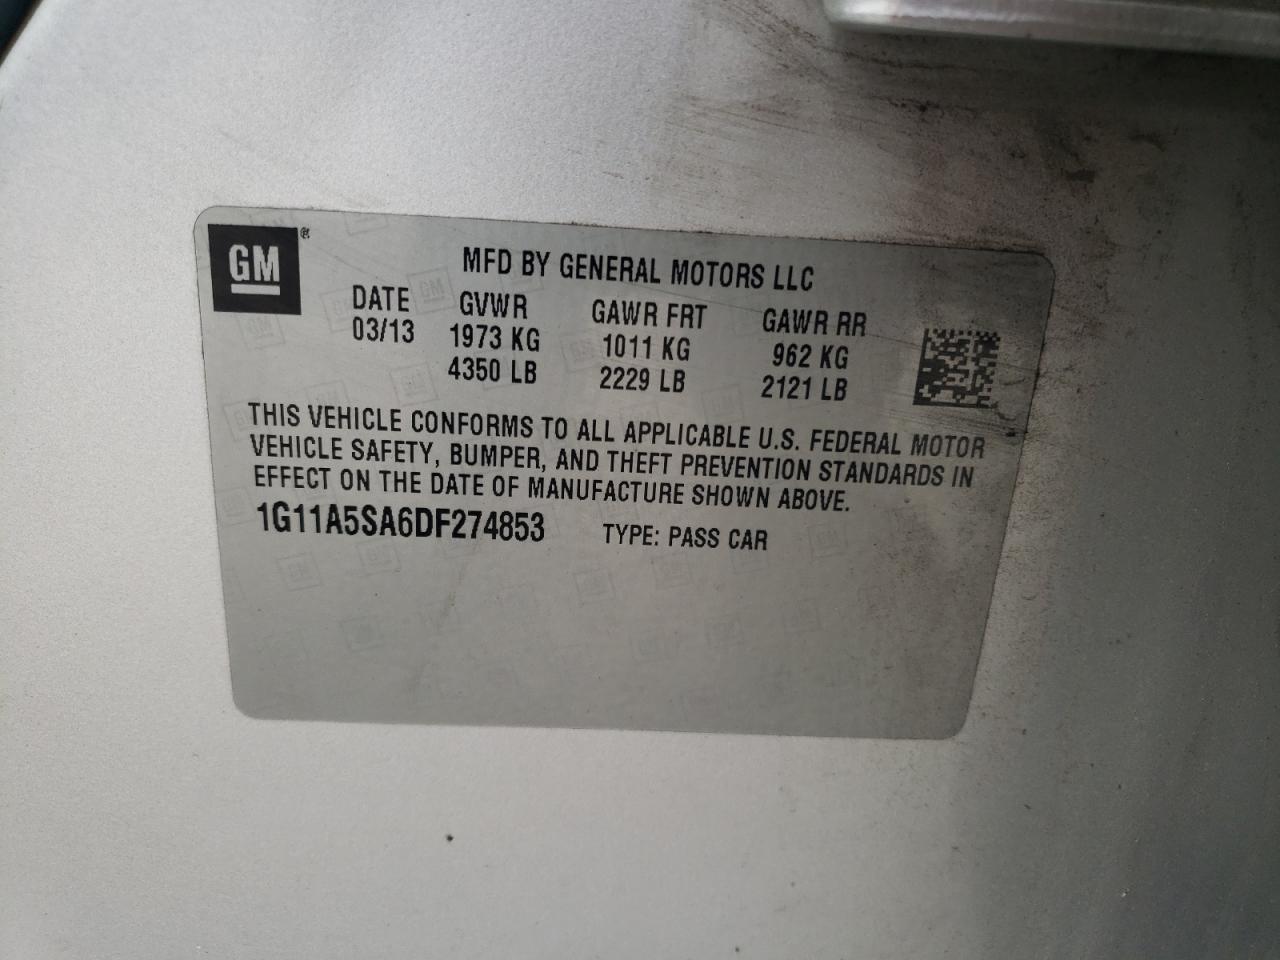 GM®
MFD BY GENERAL MOTORS LLC
DATE GVWR GAWR FRT GAWR RR
03/13 1973 KG 1011 KG 962 KG
4350 LB 2229 LB 2121 LB
THIS VEHICLE CONFORMS TO ALL APPLICABLE U.S. FEDERAL MOTOR
VEHICLE SAFETY, BUMPER, AND THEFT PREVENTION STANDARDS IN
EFFECT ON THE DATE OF MANUFACTURE SHOWN ABOVE.
1G11A5SA6DF274853 TYPE: PASS CAR